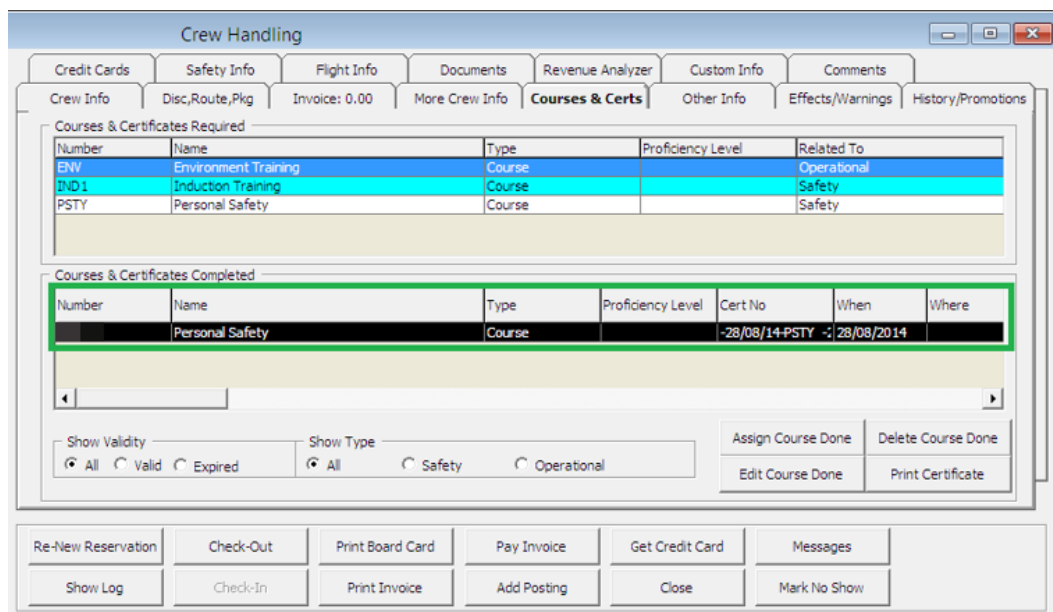 Crew Handling
Credit Cards Safety Info Flight Info Documents Revenue Analyzer Custom Info Comments
Crew Info Disc,Route,Pkg Invoice: 0.00 More Crew Info Courses & Certs Other Info Effects/Warnings History/Promotions
Courses & Certificates Required
Number Name Type Proficiency Level Related To
ENV Environment Training Course Operational
IND1 Induction Training Course Safety
PSTY Personal Safety Course Safety
Courses & Certificates Completed
Number Name Type Proficiency Level Cert No When Where
Personal Safety Course -28/08/14-PSTY 28/08/2014
Show Validity Show Type Assign Course Done Delete Course Done
All Valid Expired All Safety Operational
Edit Course Done Print Certificate
Re-New Reservation Check-Out Print Board Card Pay Invoice Get Credit Card Messages
Show Log Check-In Print Invoice Add Posting Close Mark No Show